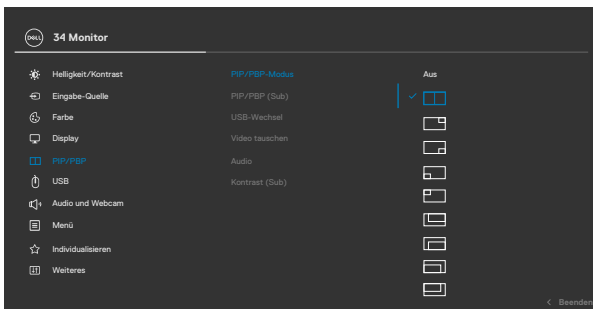 DELL 34 Monitor
Helligkeit/Kontrast PIP/PBP-Modus Aus
Eingabe-Quelle PIP/PBP (Sub)
Farbe USB-Wechsel
Display Video tauschen
PIP/PBP Audio
USB Kontrast (Sub)
Audio und Webcam
Menü
Individualisieren
Weiteres
Beenden